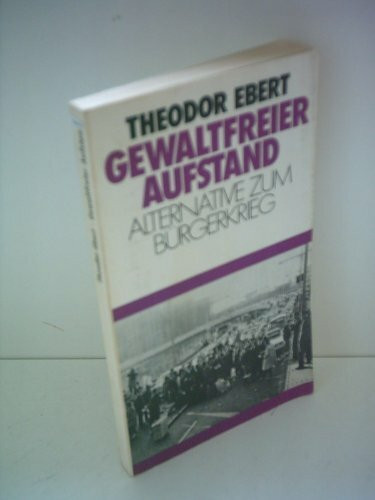 THEODOR EBERT
GEWALTFREIER
AUFSTAND
ALTERNATIVE ZUM
BÜRGERKRIEG